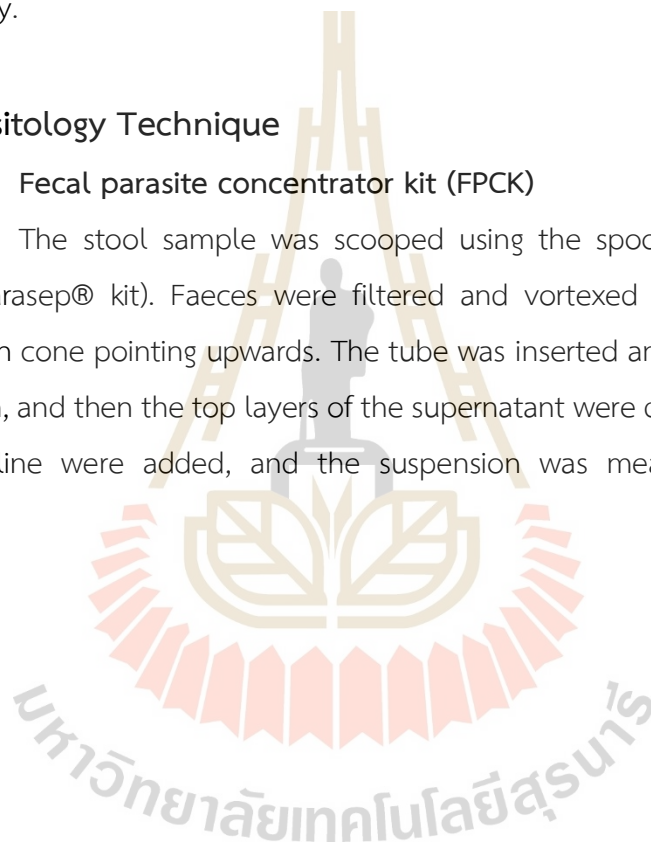 y.
sitology Technique
Fecal parasite concentrator kit (FPCK)
The stool sample was scooped using the spoo
arasep® kit). Faeces were filtered and vortexed
n cone pointing upwards. The tube was inserted an
n, and then the top layers of the supernatant were d
line were added, and the suspension was mea
มหาวิทยาลัยเทคโนโลยีสุรนารี